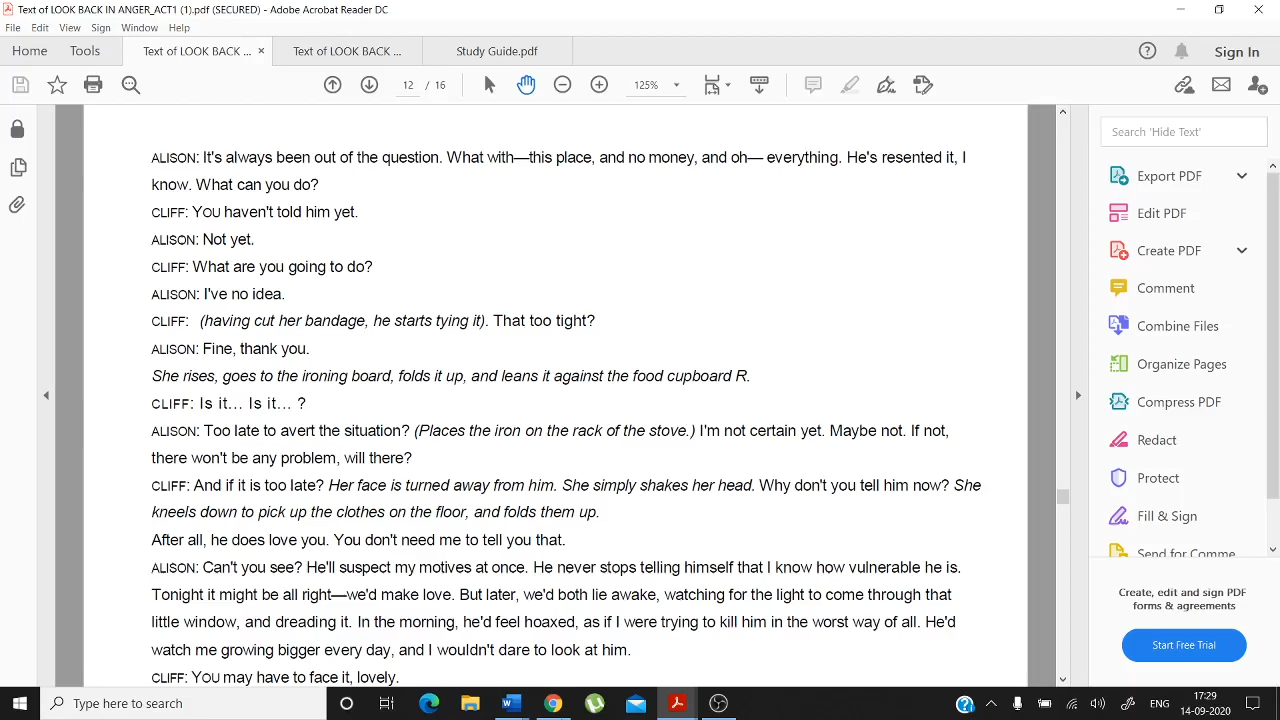 Text of LOOK BACK IN ANGER_ACT1 (1).pdf (SECURED) - Adobe Acrobat Reader DC
File Edit View Sign Window Help
Home Tools Text of LOOK BACK ... × Text of LOOK BACK ... Study Guide.pdf Sign In
12 / 16 125%
ALISON: It's always been out of the question. What with—this place, and no money, and oh— everything. He's resented it, I
know. What can you do?
CLIFF: YOU haven't told him yet.
ALISON: Not yet.
CLIFF: What are you going to do?
ALISON: I've no idea.
CLIFF: (having cut her bandage, he starts tying it). That too tight?
ALISON: Fine, thank you.
She rises, goes to the ironing board, folds it up, and leans it against the food cupboard R.
CLIFF: Is it... Is it... ?
ALISON: Too late to avert the situation? (Places the iron on the rack of the stove.) I'm not certain yet. Maybe not. If not,
there won't be any problem, will there?
CLIFF: And if it is too late? Her face is turned away from him. She simply shakes her head. Why don't you tell him now? She
kneels down to pick up the clothes on the floor, and folds them up.
After all, he does love you. You don't need me to tell you that.
ALISON: Can't you see? He'll suspect my motives at once. He never stops telling himself that I know how vulnerable he is.
Tonight it might be all right—we'd make love. But later, we'd both lie awake, watching for the light to come through that
little window, and dreading it. In the morning, he'd feel hoaxed, as if I were trying to kill him in the worst way of all. He'd
watch me growing bigger every day, and I wouldn't dare to look at him.
CLIFF: YOU may have to face it, lovely.
Search 'Hide Text'
Export PDF
Edit PDF
Create PDF
Comment
Combine Files
Organize Pages
Compress PDF
Redact
Protect
Fill & Sign
Send for Comme
Create, edit and sign PDF
forms & agreements
Start Free Trial
Type here to search
ENG
17:29
14-09-2020